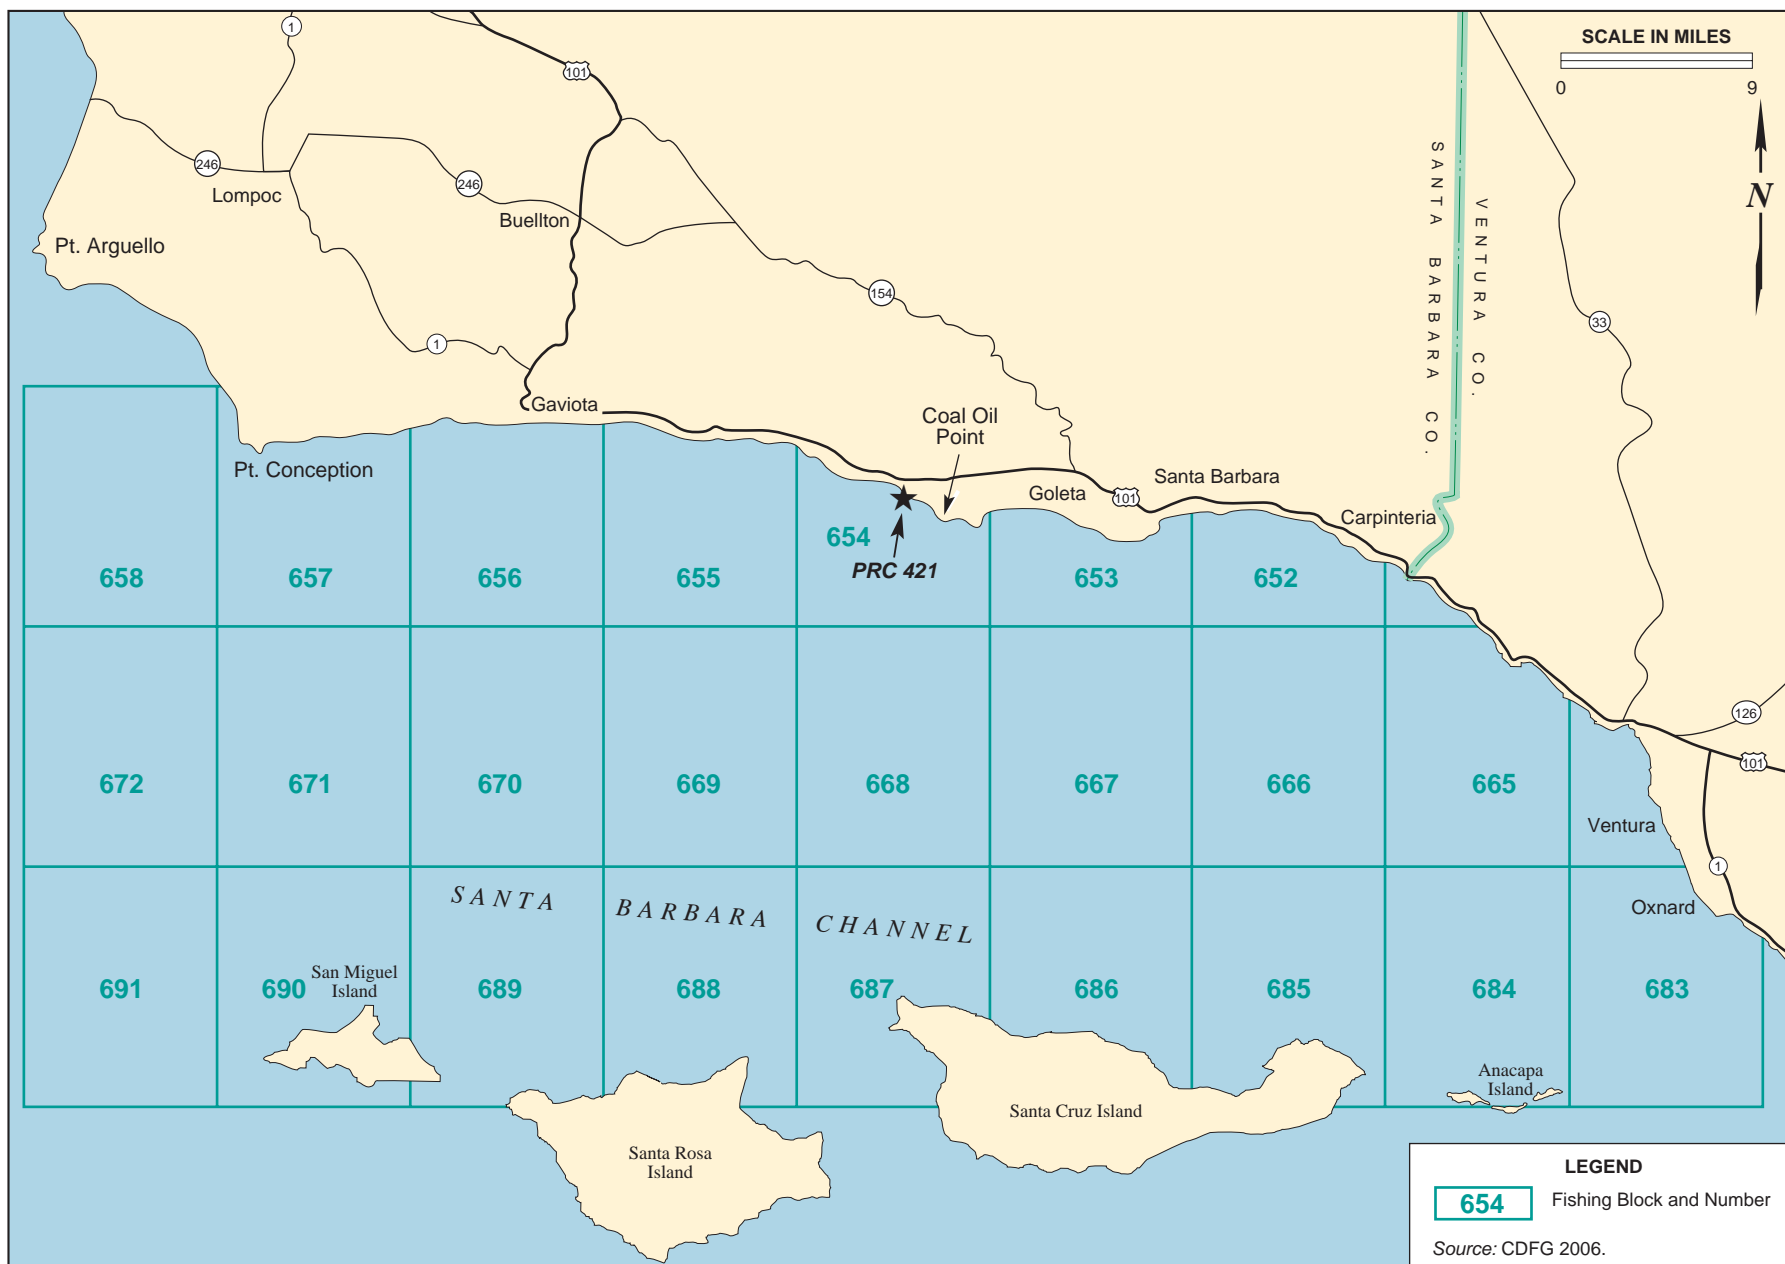 SCALE IN MILES
0 9
N
1
101
246
Lompoc
246
Buellton
Pt. Arguello
154
1
33
SANTA BARBARA CO.
VENTURA CO.
Gaviota
Coal Oil
Point
Pt. Conception
Goleta
101
Santa Barbara
Carpinteria
654
PRC 421
658
657
656
655
653
652
126
101
672
671
670
669
668
667
666
665
Ventura
1
Oxnard
SANTA BARBARA CHANNEL
691
690
San Miguel
Island
689
688
687
686
685
684
683
Anacapa
Island
Santa Cruz Island
Santa Rosa
Island
LEGEND
654 Fishing Block and Number
Source: CDFG 2006.